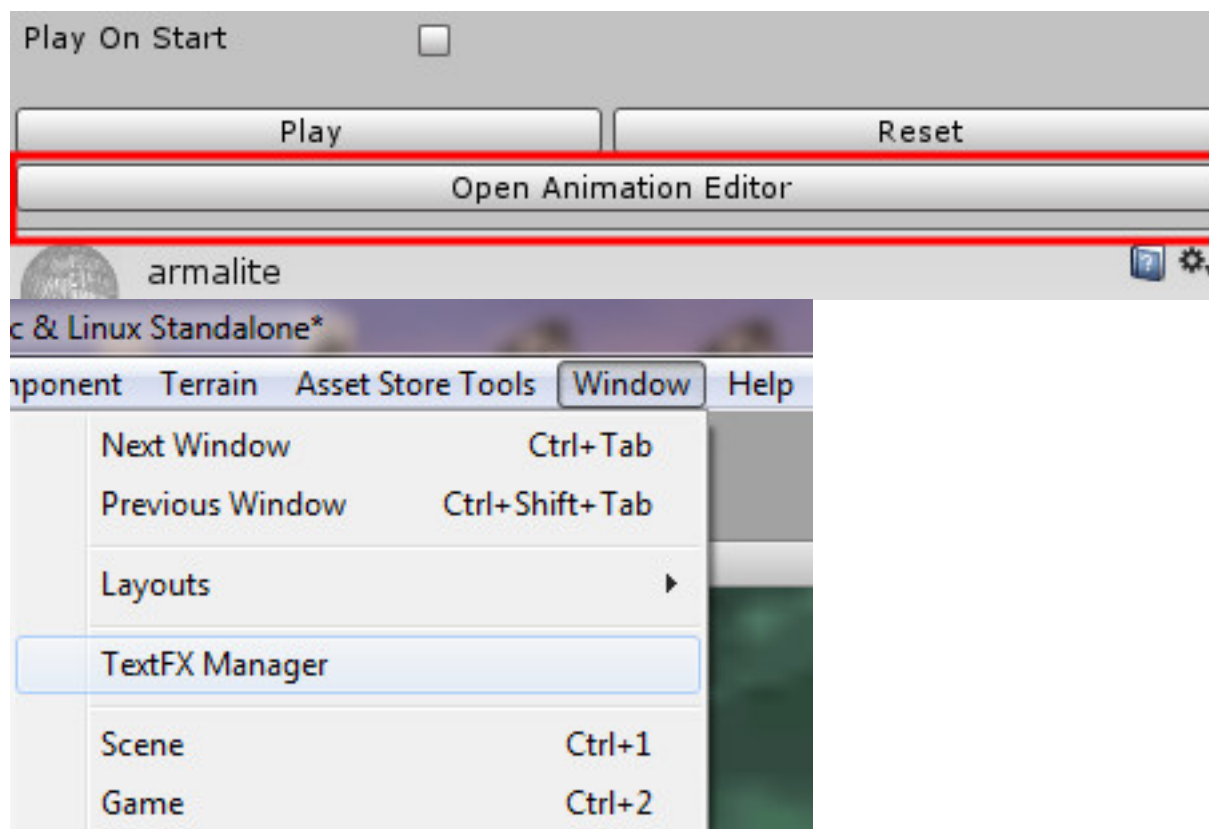 Play On Start
Play Reset
Open Animation Editor
armalite
c & Linux Standalone*
nponent Terrain Asset Store Tools Window Help
Next Window Ctrl+Tab
Previous Window Ctrl+Shift+Tab
Layouts
TextFX Manager
Scene Ctrl+1
Game Ctrl+2